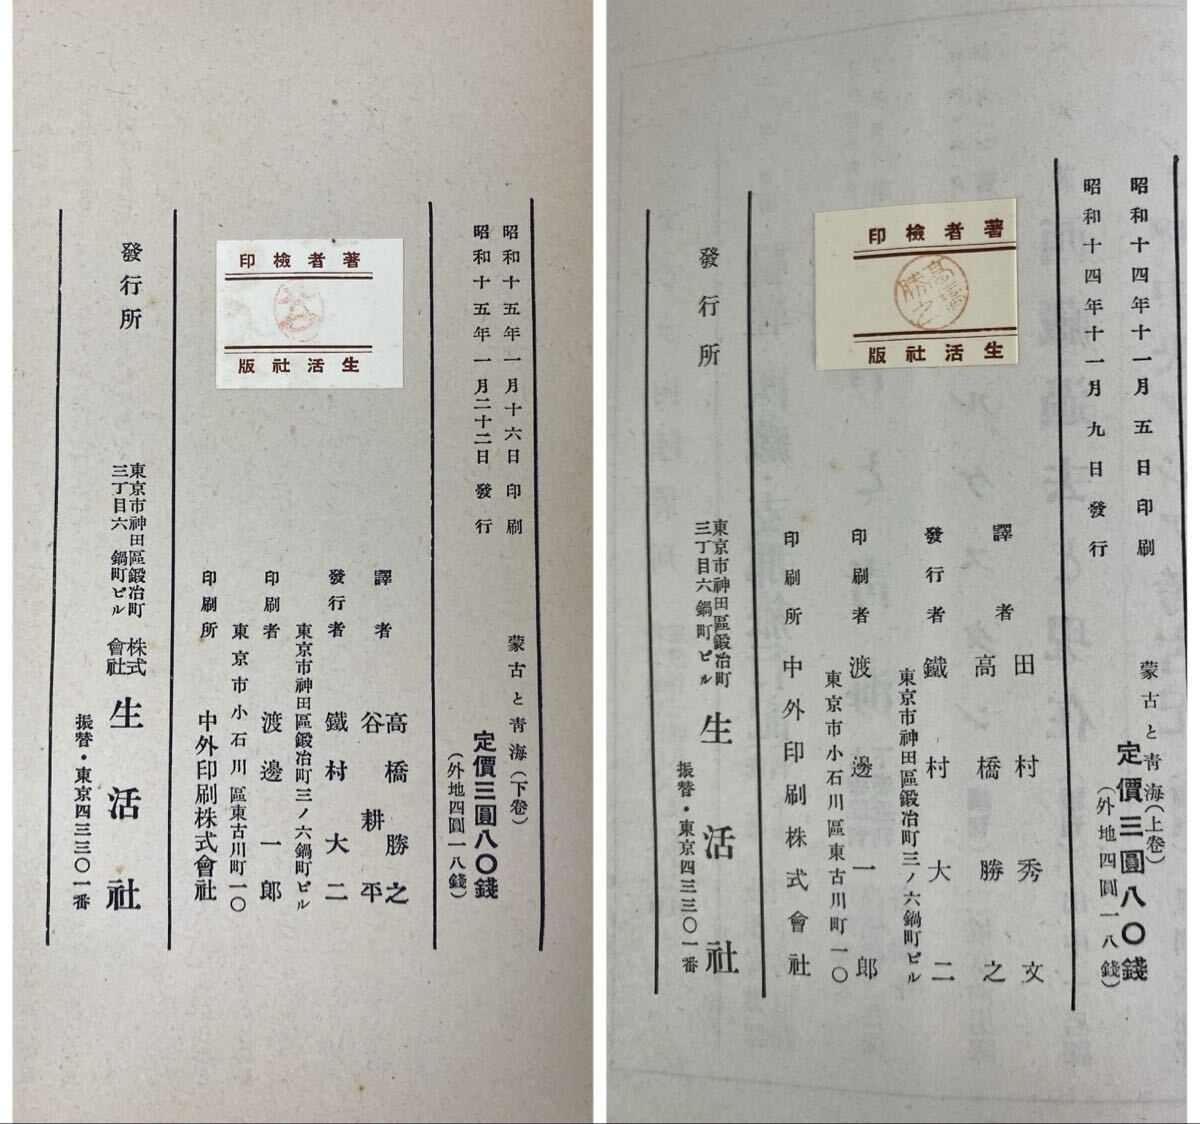 昭和十五年一月十六日印刷
昭和十五年一月二十二日發行
蒙古と靑海（下卷）
定價三圓八〇錢
（外地四圓一八錢）
著者檢印
生活社版
譯者
高橋勝之
谷耕平
發行者 鐵村大二
東京市神田區鍛冶町三ノ六鍋町ビル
印刷者 渡邊一郎
東京市小石川區東古川町一〇
印刷所 中外印刷株式會社
發行所
東京市神田區鍛冶町
三丁目六 鍋町ビル
株式
會社
生活社
振替・東京四三三〇一番
昭和十四年十一月五日印刷
昭和十四年十一月九日發行
蒙古と靑海（上卷）
定價三圓八〇錢
（外地四圓一八錢）
著者檢印
高橋勝之
生活社版
譯者
田村秀文
高橋勝之
發行者 鐵村大二
東京市神田區鍛冶町三ノ六鍋町ビル
印刷者 渡邊一郎
東京市小石川區東古川町一〇
印刷所 中外印刷株式會社
發行所
東京市神田區鍛冶町
三丁目六鍋町ビル
生活社
振替・東京四三三〇一番